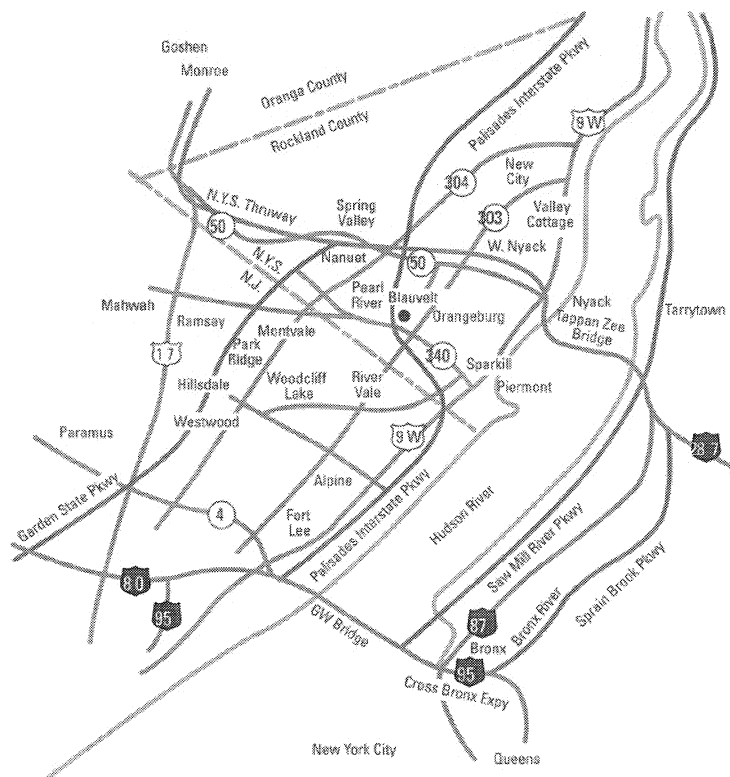 Goshen
Monroe
Oranga County
Rockland County
Palisades Interstate Pkwy
9 W
304
New City
303
Valley Cottage
N.Y.S. Thruway
50
Spring Valley
W. Nyack
N.Y.S.
N.J.
Nanuet
50
Pearl River
Blauvelt
Orangeburg
Nyack
Tappan Zee Bridge
Tarrytown
Mahwah
Ramsay
Montvale
Park Ridge
17
340
Sparkill
Piermont
Hillsdale
Woodcliff Lake
River Vale
Westwood
9 W
28 7
Paramus
Garden State Pkwy
4
Alpine
Fort Lee
Palisades Interstate Pkwy
Hudson River
Saw Mill River Pkwy
Sprain Brook Pkwy
Bronx River
80
95
GW Bridge
87
Bronx
95
Cross Bronx Expy
New York City
Queens